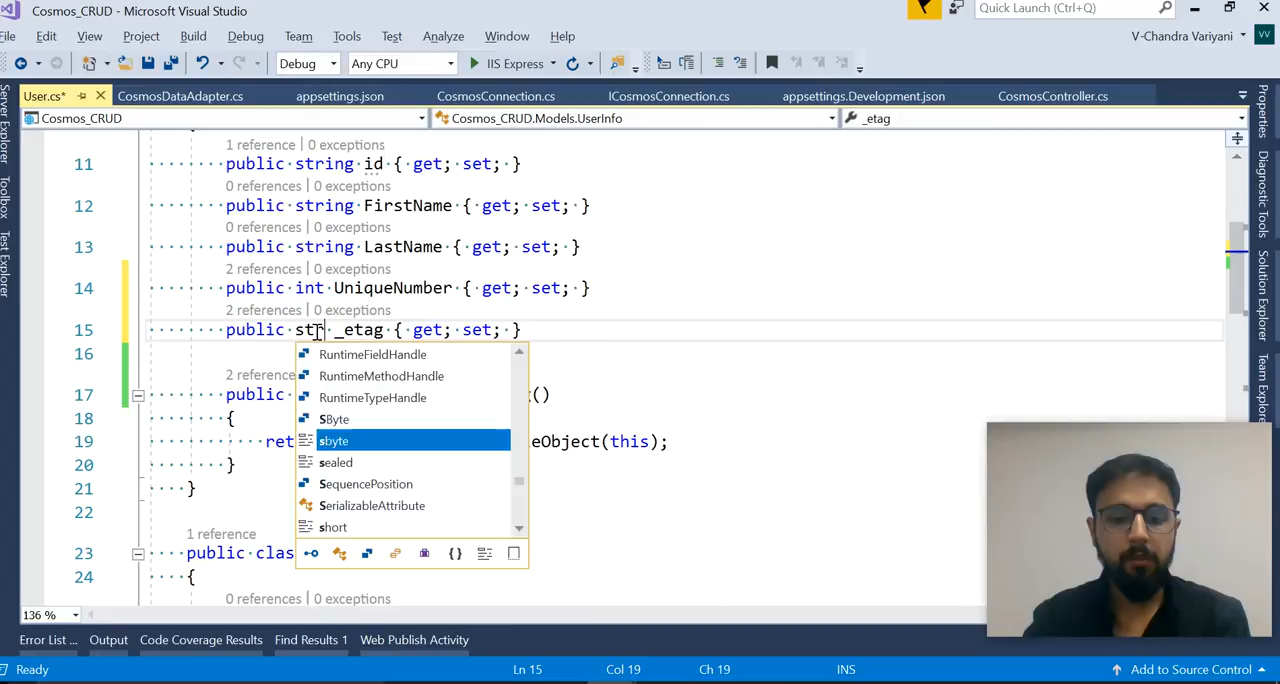 Cosmos_CRUD - Microsoft Visual Studio
Quick Launch (Ctrl+Q)
File Edit View Project Build Debug Team Tools Test Analyze Window Help
V-Chandra Variyani
VV
Debug Any CPU IIS Express
Server Explorer
Toolbox
Test Explorer
User.cs* CosmosDataAdapter.cs appsettings.json CosmosConnection.cs ICosmosConnection.cs appsettings.Development.json CosmosController.cs
Cosmos_CRUD Cosmos_CRUD.Models.UserInfo _etag
1 reference | 0 exceptions
11 public string id { get; set; }
0 references | 0 exceptions
12 public string FirstName { get; set; }
0 references | 0 exceptions
13 public string LastName { get; set; }
2 references | 0 exceptions
14 public int UniqueNumber { get; set; }
2 references | 0 exceptions
15 public str _etag { get; set; }
16
2 reference
17 public ()
18 {
19 ret eObject(this);
20 }
21 }
22
1 reference
23 public clas
24 {
0 references | 0 exceptions
RuntimeFieldHandle
RuntimeMethodHandle
RuntimeTypeHandle
SByte
sbyte
sealed
SequencePosition
SerializableAttribute
short
Properties
Diagnostic Tools
Solution Explorer
Team Explorer
136 %
Error List ... Output Code Coverage Results Find Results 1 Web Publish Activity
Ready Ln 15 Col 19 Ch 19 INS Add to Source Control